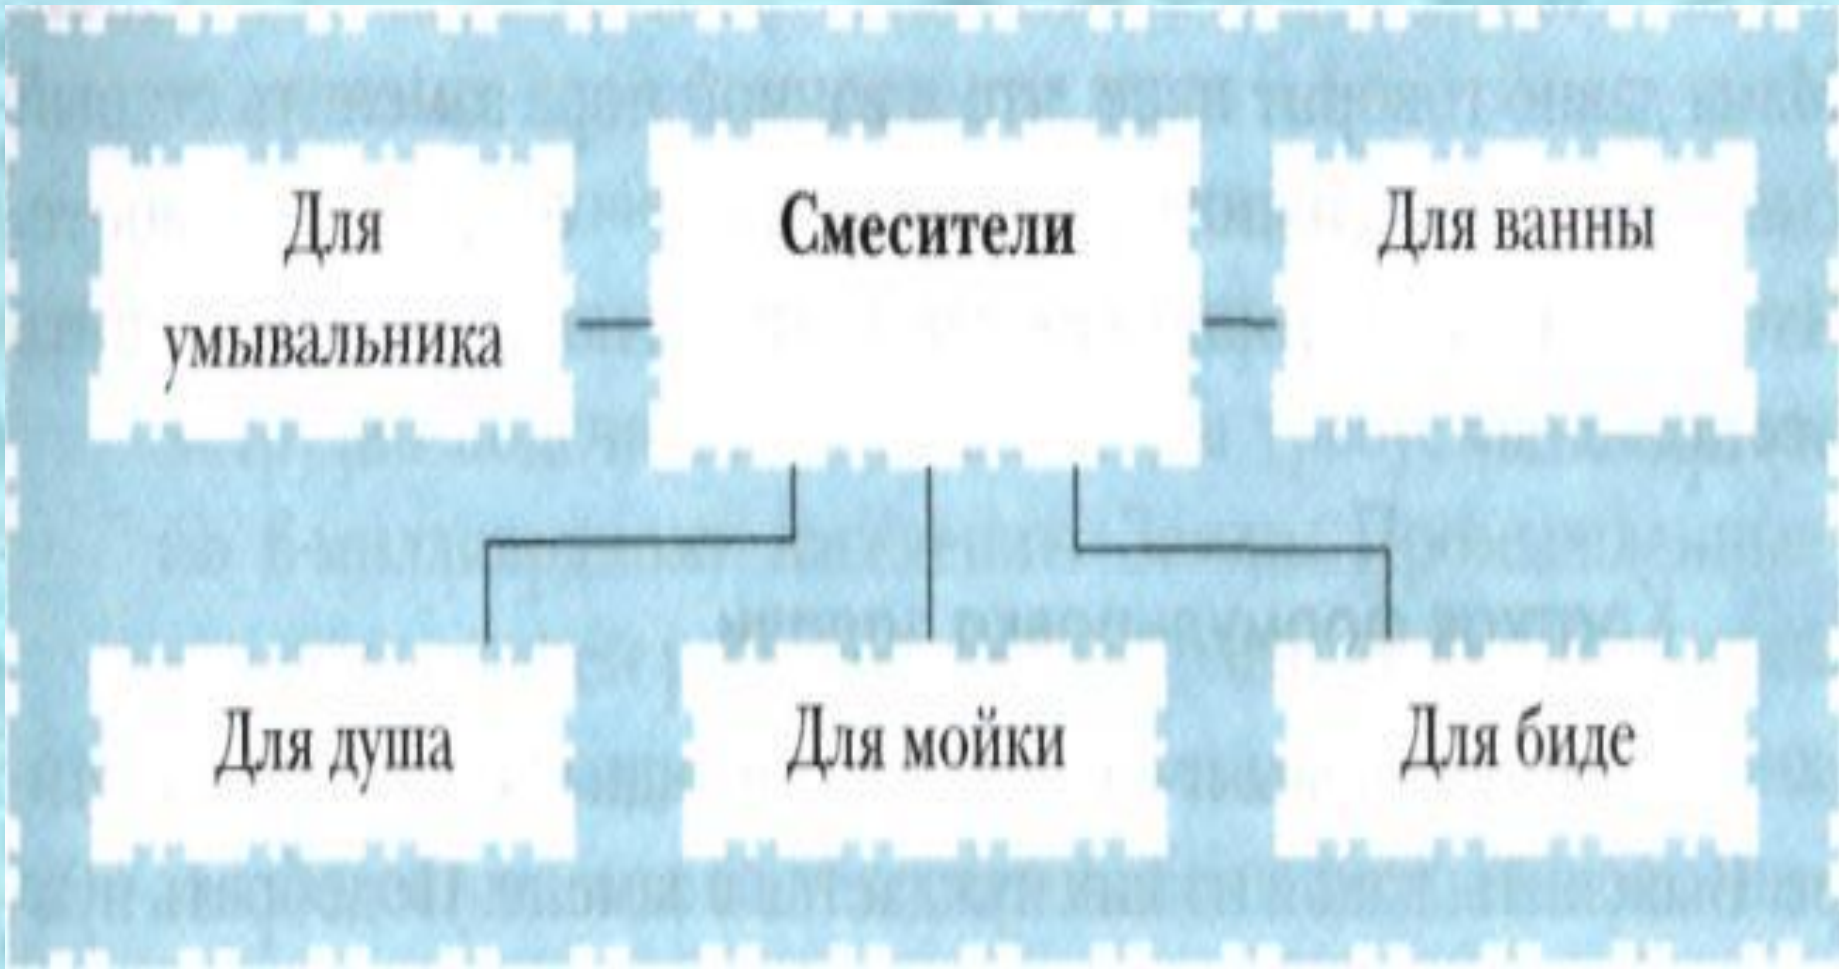 Для
умывальника
Смесители
Для ванны
Для душа
Для мойки
Для биде